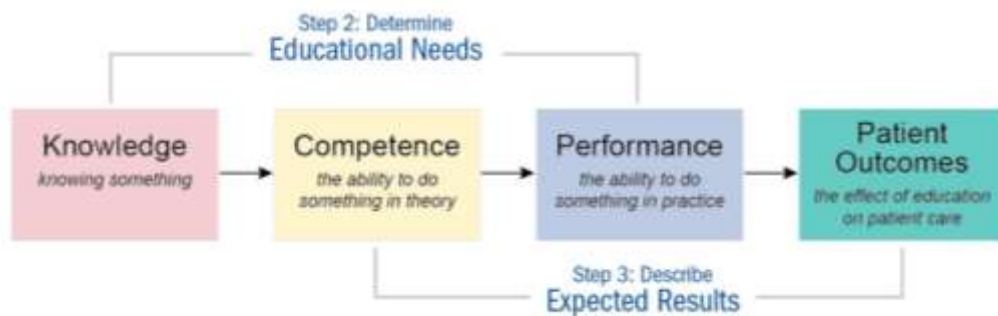 Step 2: Determine
Educational Needs
Knowledge
knowing something
Competence
the ability to do
something in theory
Performance
the ability to do
something in practice
Patient
Outcomes
the effect of education
on patient care
Step 3: Describe
Expected Results